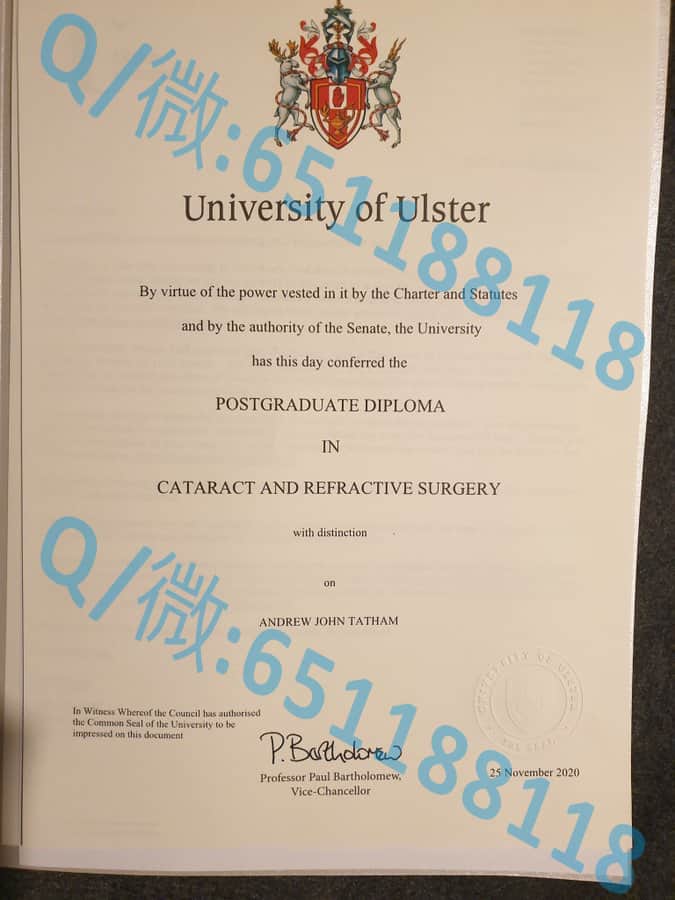 Q/微:651188118
University of Ulster
By virtue of the power vested in it by the Charter and Statutes
and by the authority of the Senate, the University
has this day conferred the
POSTGRADUATE DIPLOMA
IN
CATARACT AND REFRACTIVE SURGERY
with distinction
on
ANDREW JOHN TATHAM
Q/微:651188118
UNIVERSITY OF ULSTER
In Witness Whereof the Council has authorised
the Common Seal of the University to be
impressed on this document
P. Bartholomew
Professor Paul Bartholomew,
Vice-Chancellor
25 November 2020